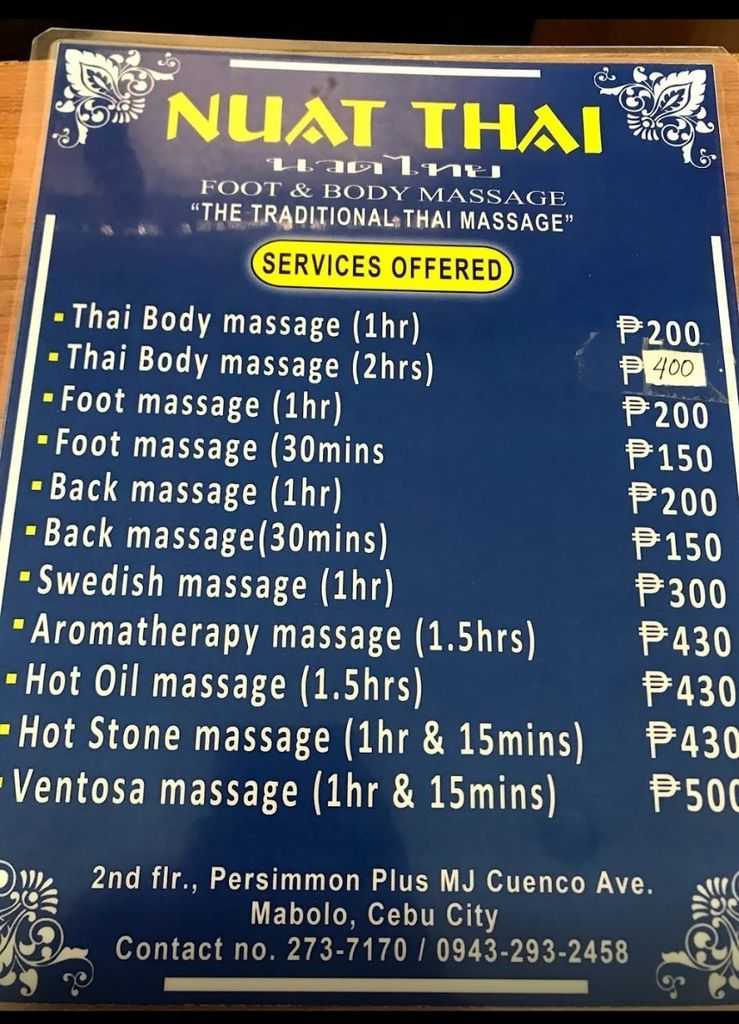 NUAT THAI
นวดไทย
FOOT & BODY MASSAGE
“THE TRADITIONAL THAI MASSAGE”
SERVICES OFFERED
Thai Body massage (1hr) ₱200
Thai Body massage (2hrs) ₱400
Foot massage (1hr) ₱200
Foot massage (30mins ₱150
Back massage (1hr) ₱200
Back massage(30mins) ₱150
Swedish massage (1hr) ₱300
Aromatherapy massage (1.5hrs) ₱430
Hot Oil massage (1.5hrs) ₱430
Hot Stone massage (1hr & 15mins) ₱430
Ventosa massage (1hr & 15mins) ₱500
2nd flr., Persimmon Plus MJ Cuenco Ave.
Mabolo, Cebu City
Contact no. 273-7170 / 0943-293-2458